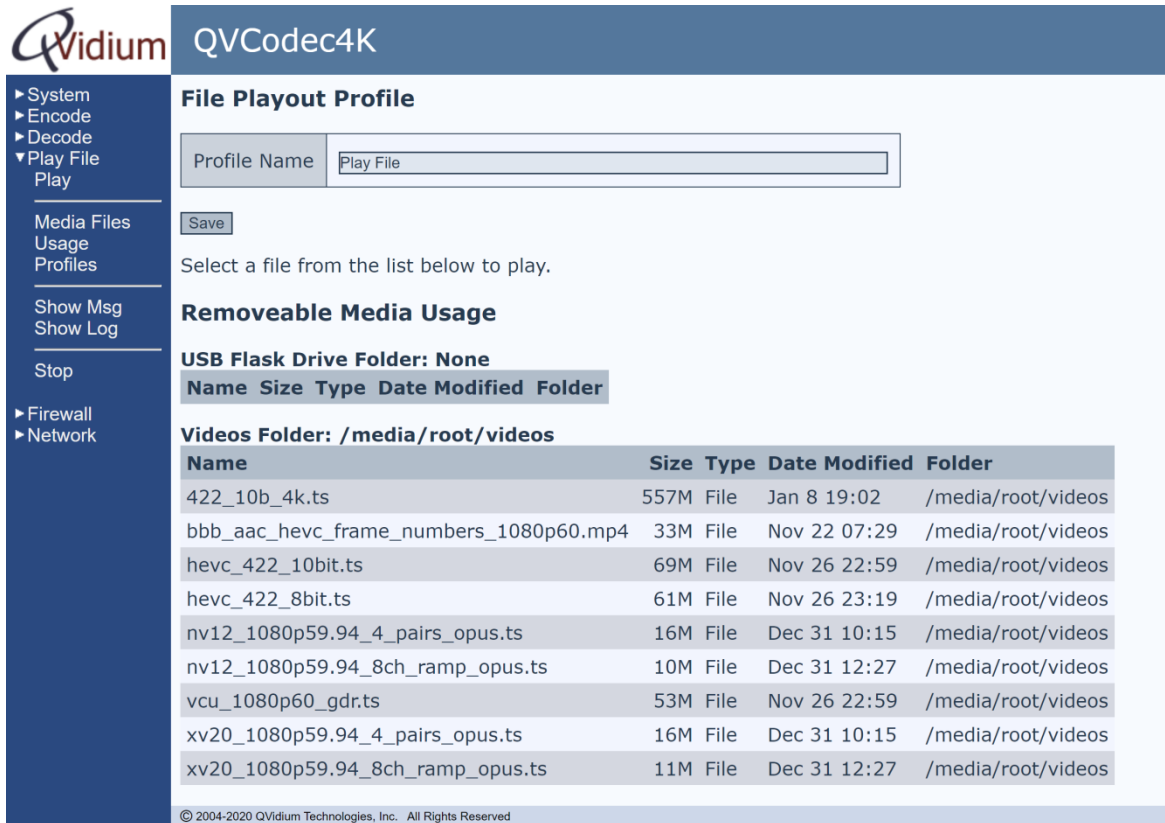 QVidium
QVCodec4K
►System
►Encode
►Decode
▼Play File
Play
Media Files
Usage
Profiles
Show Msg
Show Log
Stop
►Firewall
►Network
File Playout Profile
Profile Name Play File
Save
Select a file from the list below to play.
Removeable Media Usage
USB Flask Drive Folder: None
Name Size Type Date Modified Folder
Videos Folder: /media/root/videos
Name Size Type Date Modified Folder
422_10b_4k.ts 557M File Jan 8 19:02 /media/root/videos
bbb_aac_hevc_frame_numbers_1080p60.mp4 33M File Nov 22 07:29 /media/root/videos
hevc_422_10bit.ts 69M File Nov 26 22:59 /media/root/videos
hevc_422_8bit.ts 61M File Nov 26 23:19 /media/root/videos
nv12_1080p59.94_4_pairs_opus.ts 16M File Dec 31 10:15 /media/root/videos
nv12_1080p59.94_8ch_ramp_opus.ts 10M File Dec 31 12:27 /media/root/videos
vcu_1080p60_gdr.ts 53M File Nov 26 22:59 /media/root/videos
xv20_1080p59.94_4_pairs_opus.ts 16M File Dec 31 10:15 /media/root/videos
xv20_1080p59.94_8ch_ramp_opus.ts 11M File Dec 31 12:27 /media/root/videos
© 2004-2020 QVidium Technologies, Inc. All Rights Reserved